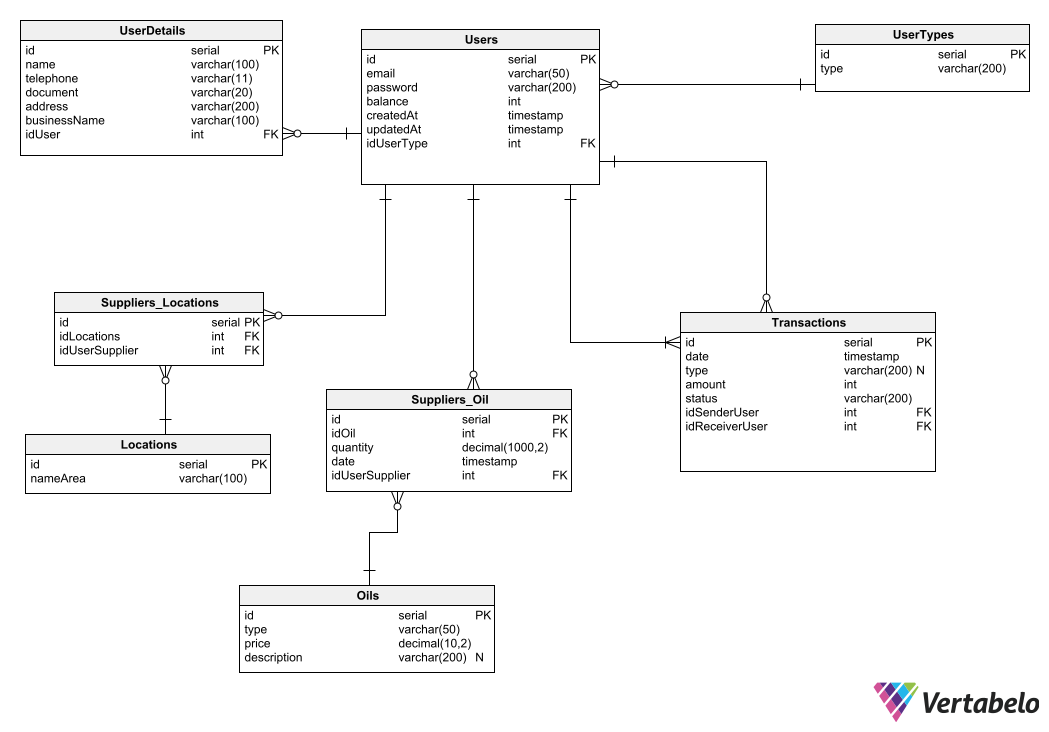 UserDetails
id serial PK
name varchar(100)
telephone varchar(11)
document varchar(20)
address varchar(200)
businessName varchar(100)
idUser int FK
Users
id serial PK
email varchar(50)
password varchar(200)
balance int
createdAt timestamp
updatedAt timestamp
idUserType int FK
UserTypes
id serial PK
type varchar(200)
Suppliers_Locations
id serial PK
idLocations int FK
idUserSupplier int FK
Transactions
id serial PK
date timestamp
type varchar(200) N
amount int
status varchar(200)
idSenderUser int FK
idReceiverUser int FK
Suppliers_Oil
id serial PK
idOil int FK
quantity decimal(1000,2)
date timestamp
idUserSupplier int FK
Locations
id serial PK
nameArea varchar(100)
Oils
id serial PK
type varchar(50)
price decimal(10,2)
description varchar(200) N
Vertabelo